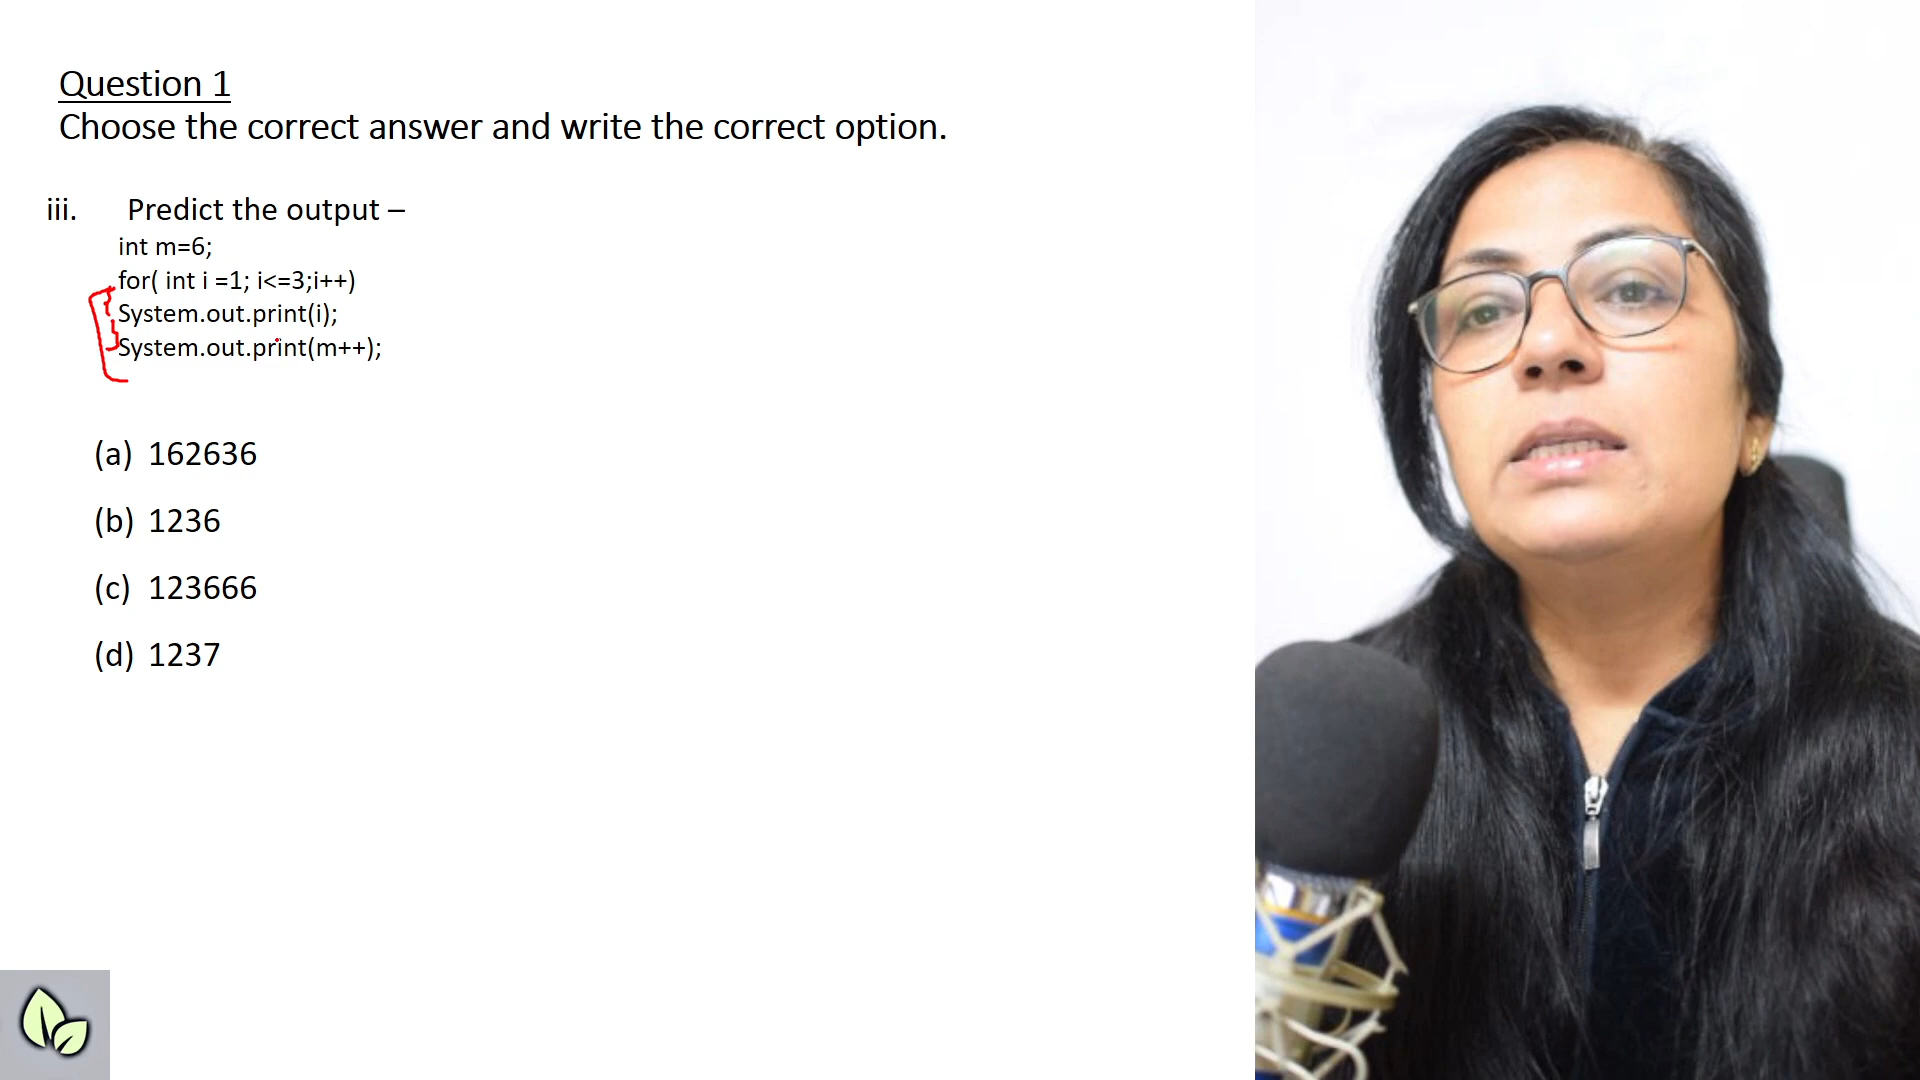 Question 1
Choose the correct answer and write the correct option.
iii. Predict the output –
int m=6;
for( int i =1; i<=3;i++)
System.out.print(i);
System.out.print(m++);
(a) 162636
(b) 1236
(c) 123666
(d) 1237